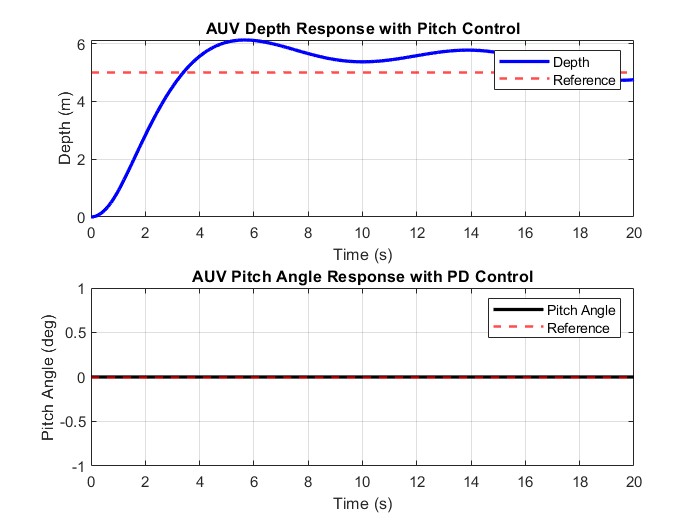 AUV Depth Response with Pitch Control
6
4
2
0
Depth (m)
Depth
Reference
0 2 4 6 8 10 12 14 16 18 20
Time (s)
AUV Pitch Angle Response with PD Control
1
0.5
0
-0.5
-1
Pitch Angle (deg)
Pitch Angle
Reference
0 2 4 6 8 10 12 14 16 18 20
Time (s)